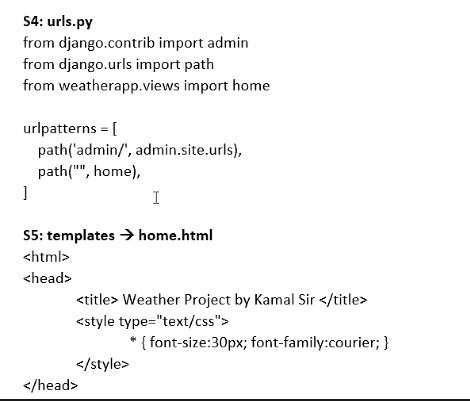 S4: urls.py
from django.contrib import admin
from django.urls import path
from weatherapp.views import home
urlpatterns = [
path('admin/', admin.site.urls),
path("", home),
]
S5: templates → home.html
<html>
<head>
<title> Weather Project by Kamal Sir </title>
<style type="text/css">
* { font-size:30px; font-family:courier; }
</style>
</head>